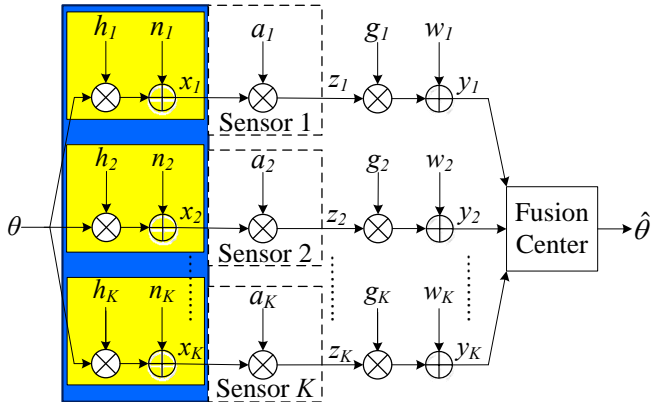 h1 n1 a1 g1 w1
x1 z1 y1
Sensor 1
h2 n2 a2 g2 w2
θ x2 z2 y2 Fusion Center θ̂
Sensor 2
hK nK aK gK wK
xK zK yK
Sensor K